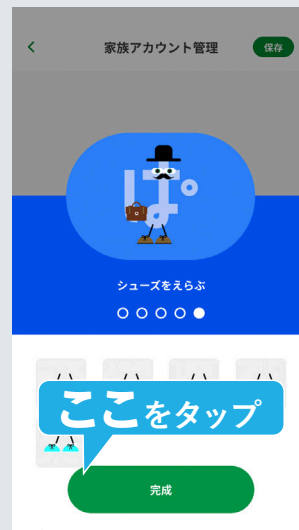 家族アカウント管理
保存
ぱ。
シューズをえらぶ
ここをタップ
完成